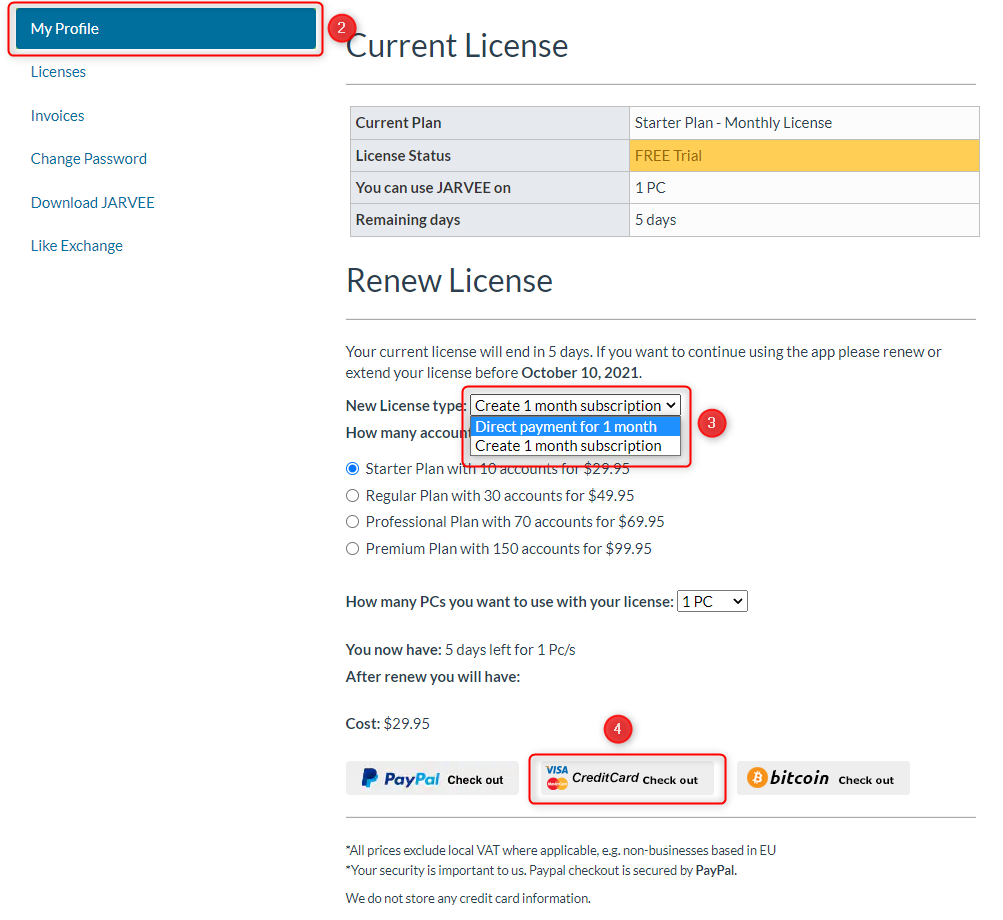 My Profile
2
Licenses
Invoices
Change Password
Download JARVEE
Like Exchange
Current License
Current Plan Starter Plan - Monthly License
License Status FREE Trial
You can use JARVEE on 1 PC
Remaining days 5 days
Renew License
Your current license will end in 5 days. If you want to continue using the app please renew or
extend your license before October 10, 2021.
New License type: Create 1 month subscription
Direct payment for 1 month
Create 1 month subscription
3
How many accoun
Starter Plan with 10 accounts for $29.95
Regular Plan with 30 accounts for $49.95
Professional Plan with 70 accounts for $69.95
Premium Plan with 150 accounts for $99.95
How many PCs you want to use with your license: 1 PC
You now have: 5 days left for 1 Pc/s
After renew you will have:
Cost: $29.95
4
PayPal Check out
VISA MasterCard CreditCard Check out
bitcoin Check out
*All prices exclude local VAT where applicable, e.g. non-businesses based in EU
*Your security is important to us. Paypal checkout is secured by PayPal.
We do not store any credit card information.